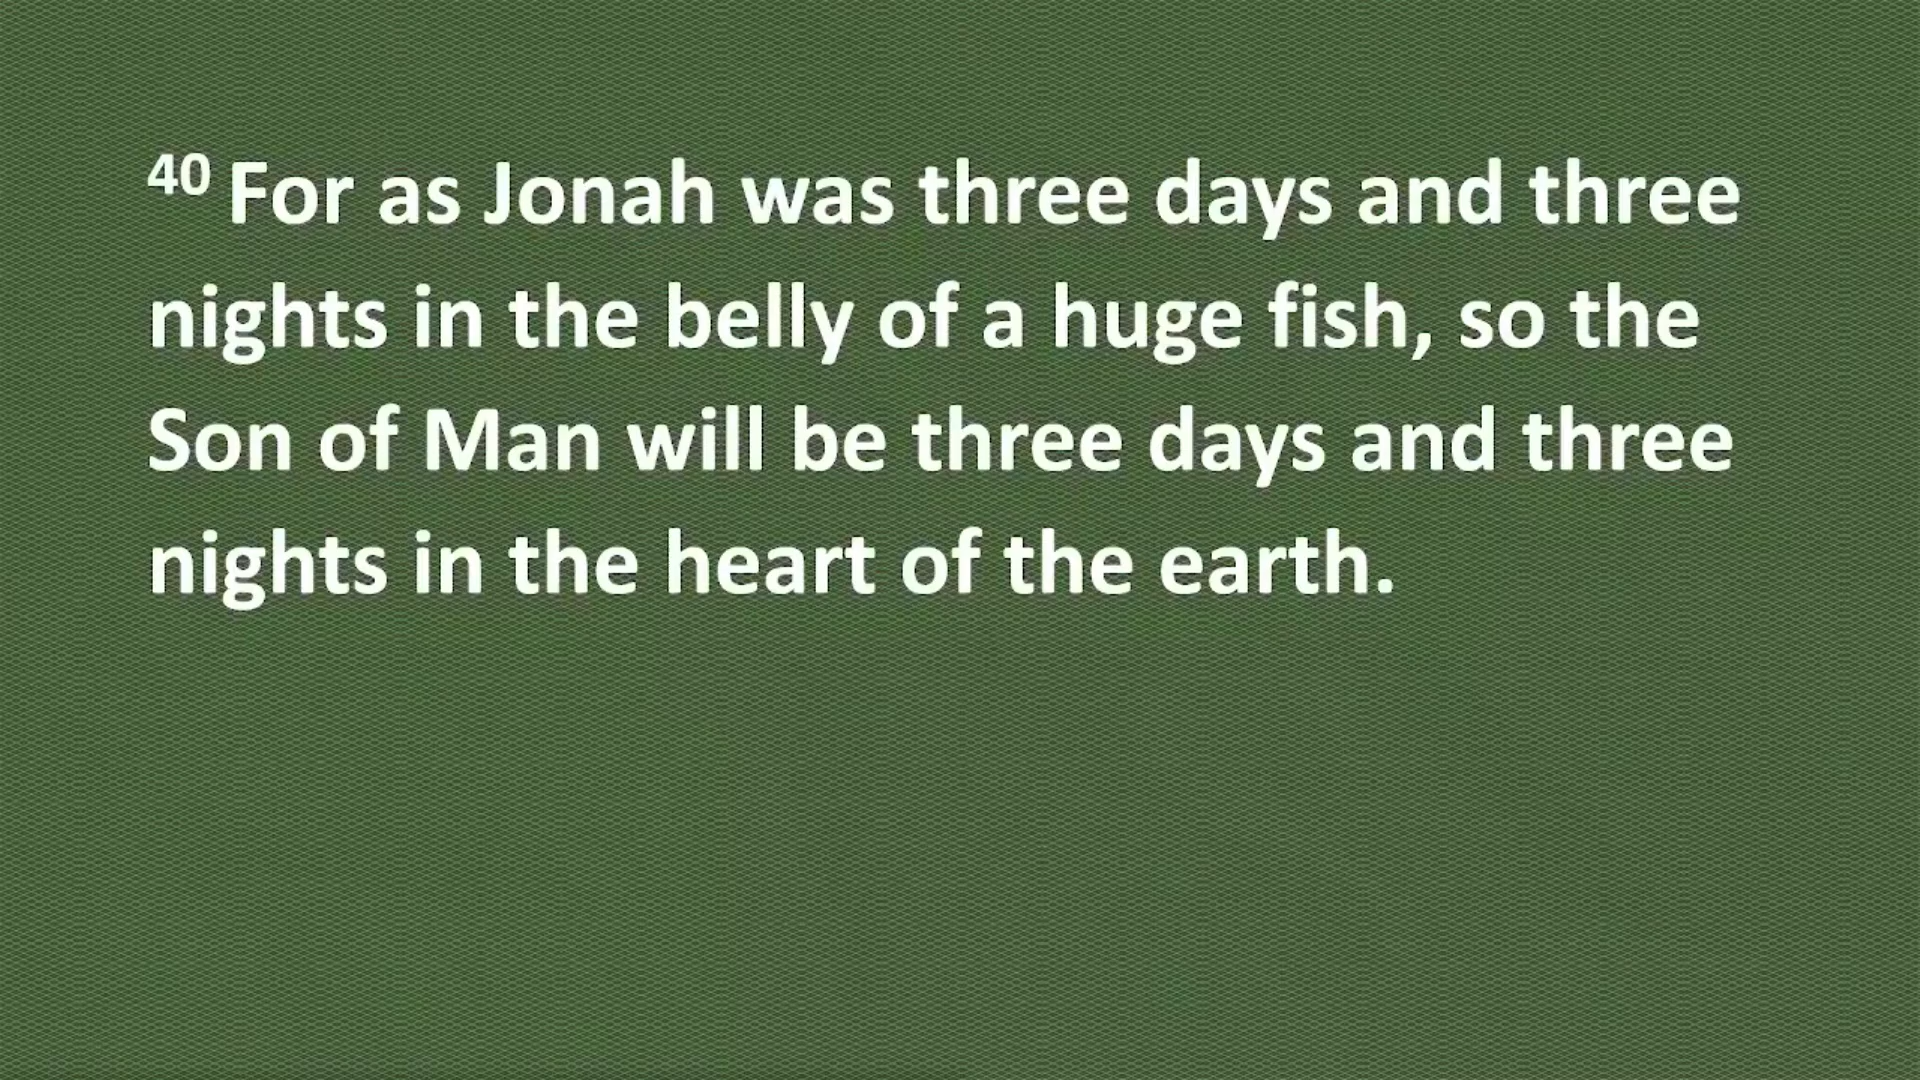 40 For as Jonah was three days and three
nights in the belly of a huge fish, so the
Son of Man will be three days and three
nights in the heart of the earth.